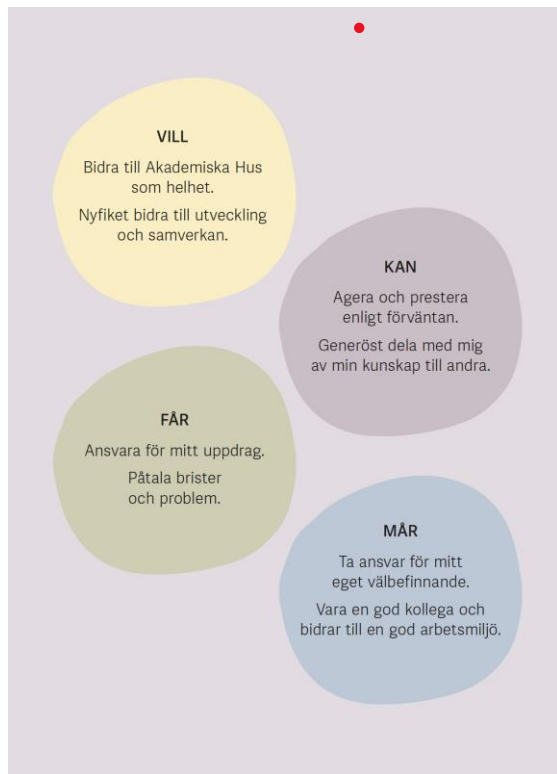 VILL
Bidra till Akademiska Hus
som helhet.
Nyfiket bidra till utveckling
och samverkan.
KAN
Agera och prestera
enligt förväntan.
Generöst dela med mig
av min kunskap till andra.
FÅR
Ansvara för mitt uppdrag.
Påtala brister
och problem.
MÅR
Ta ansvar för mitt
eget välbefinnande.
Vara en god kollega och
bidrar till en god arbetsmiljö.